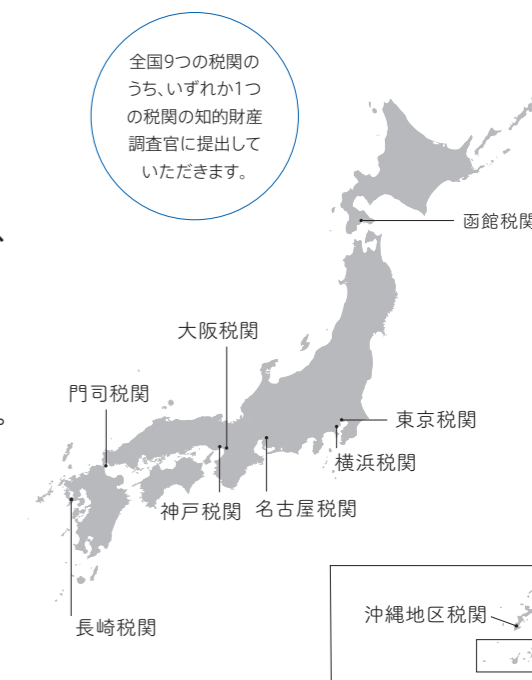 全国9つの税関の
うち、いずれか1つ
の税関の知的財産
調査官に提出して
いただきます。
、
函館税関
大阪税関
門司税関
。
東京税関
横浜税関
神戸税関
名古屋税関
沖縄地区税関
長崎税関